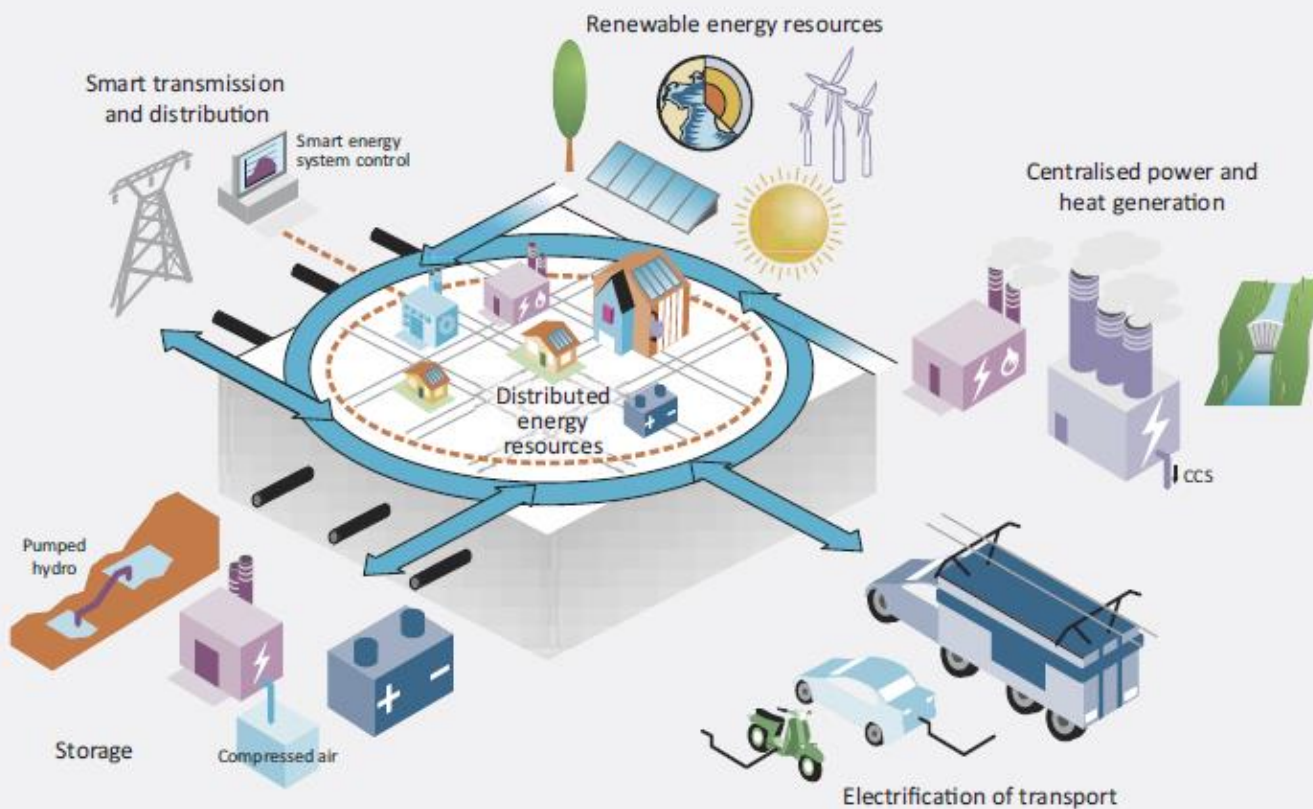 Renewable energy resources
Smart transmission
and distribution
Smart energy
system control
Centralised power and
heat generation
Distributed
energy
resources
CCS
Pumped
hydro
+ -
+ -
Storage
Compressed air
Electrification of transport